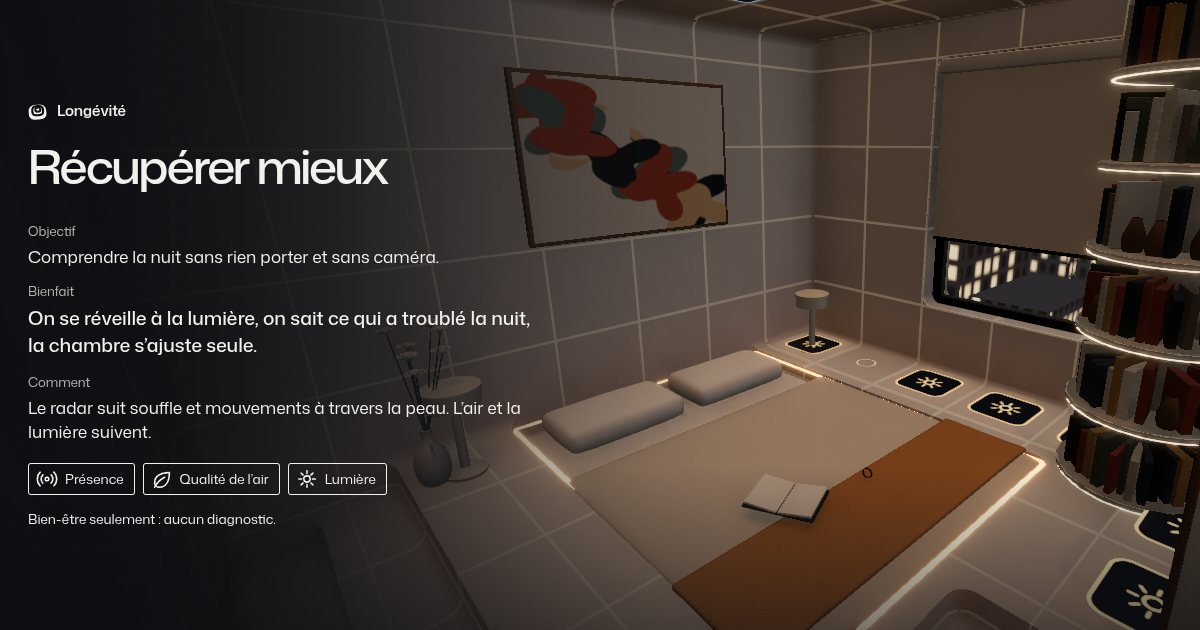 Longévité
Récupérer mieux
Objectif
Comprendre la nuit sans rien porter et sans caméra.
Bienfait
On se réveille à la lumière, on sait ce qui a troublé la nuit,
la chambre s’ajuste seule.
Comment
Le radar suit souffle et mouvements à travers la peau. L’air et la
lumière suivent.
Présence
Qualité de l’air
Lumière
Bien-être seulement : aucun diagnostic.